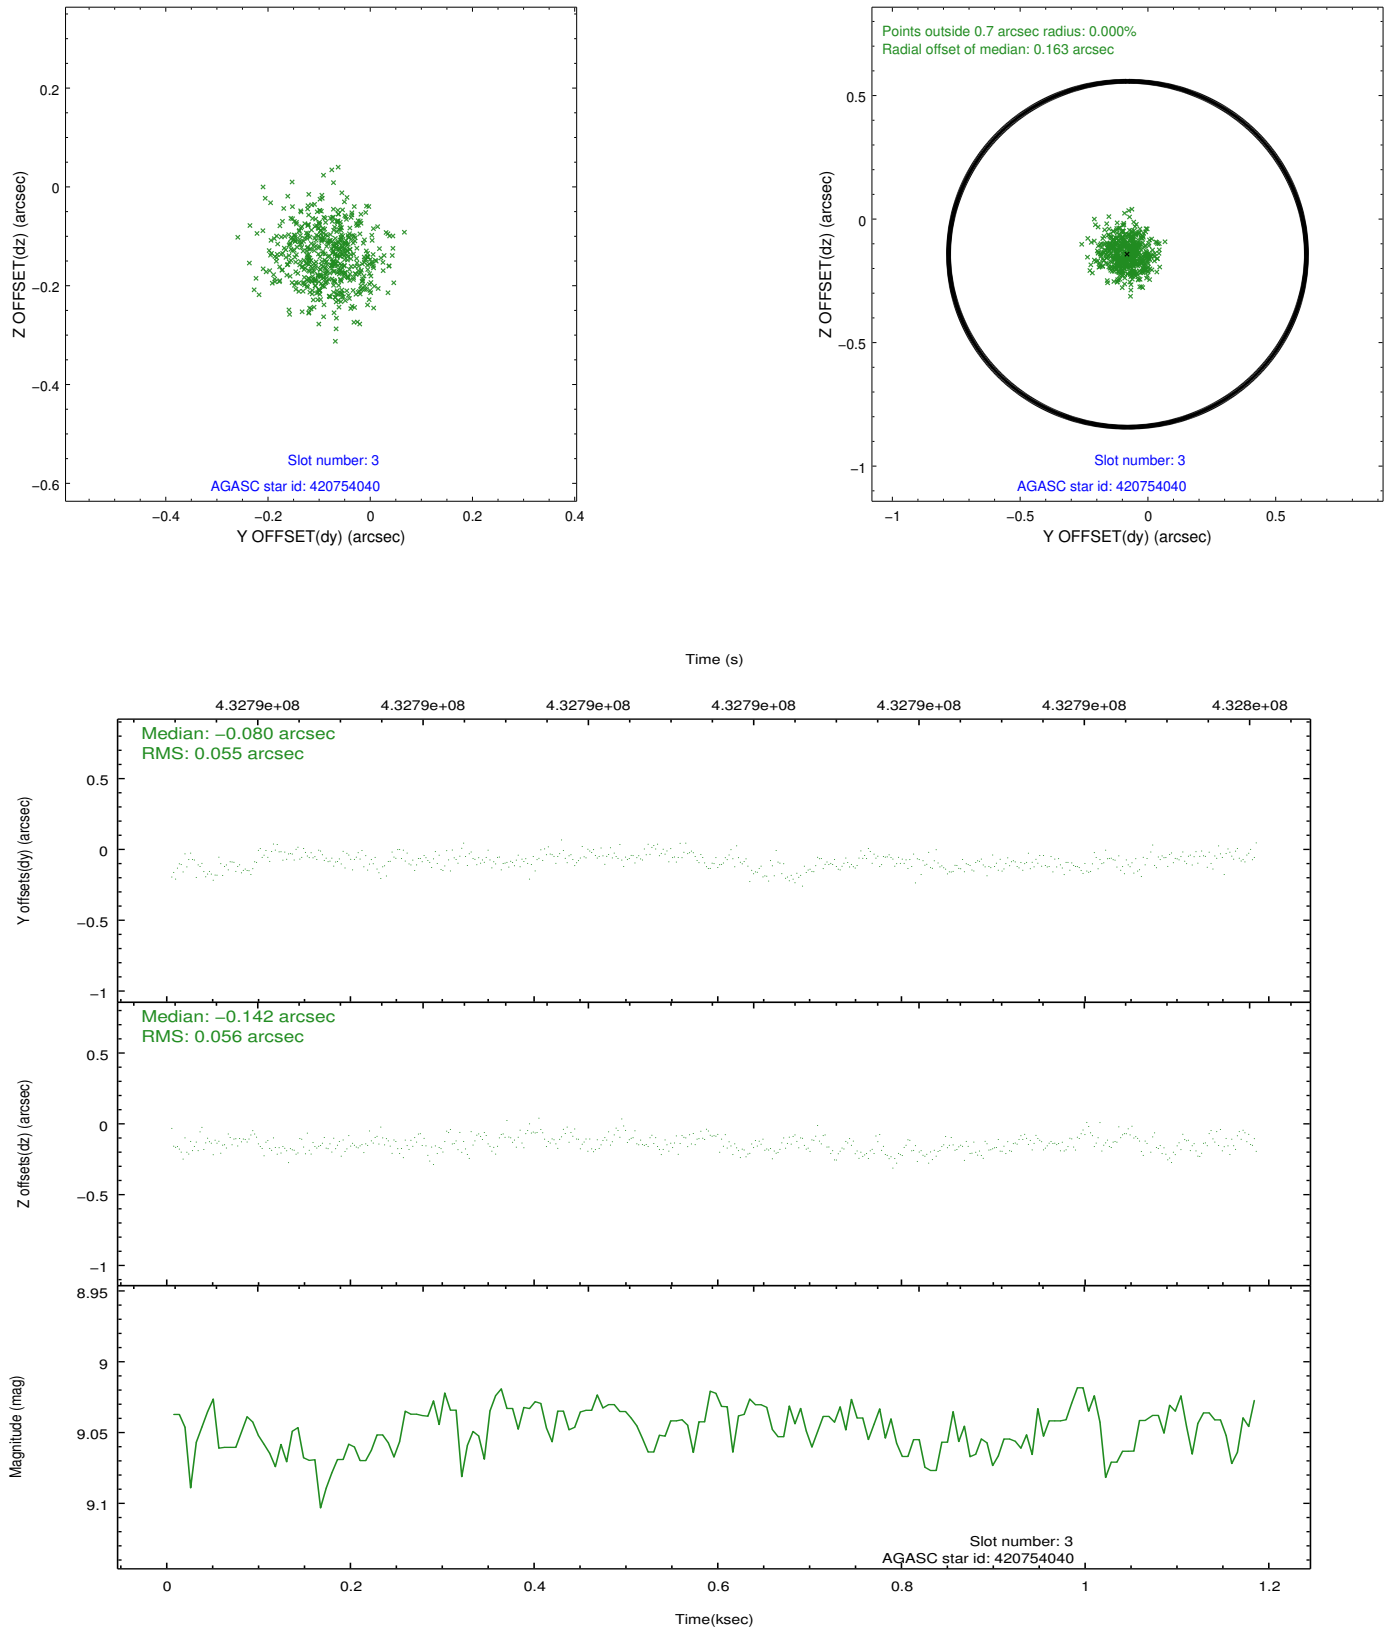 0.2
0
−0.2
−0.4
−0.6
Z OFFSET(dz) (arcsec)
Slot number: 3
AGASC star id: 420754040
−0.4
−0.2
0
0.2
0.4
Y OFFSET(dy) (arcsec)
Points outside 0.7 arcsec radius: 0.000%
Radial offset of median: 0.163 arcsec
0.5
0
−0.5
−1
Z OFFSET(dz) (arcsec)
Slot number: 3
AGASC star id: 420754040
−1
−0.5
0
0.5
Y OFFSET(dy) (arcsec)
Time (s)
4.3279e+08
4.3279e+08
4.3279e+08
4.3279e+08
4.3279e+08
4.3279e+08
4.328e+08
Median: −0.080 arcsec
RMS: 0.055 arcsec
0.5
0
−0.5
−1
Y offsets(dy) (arcsec)
Median: −0.142 arcsec
RMS: 0.056 arcsec
0.5
0
−0.5
−1
Z offsets(dz) (arcsec)
8.95
9
9.05
9.1
Magnitude (mag)
Slot number: 3
AGASC star id: 420754040
0
0.2
0.4
0.6
0.8
1
1.2
Time(ksec)